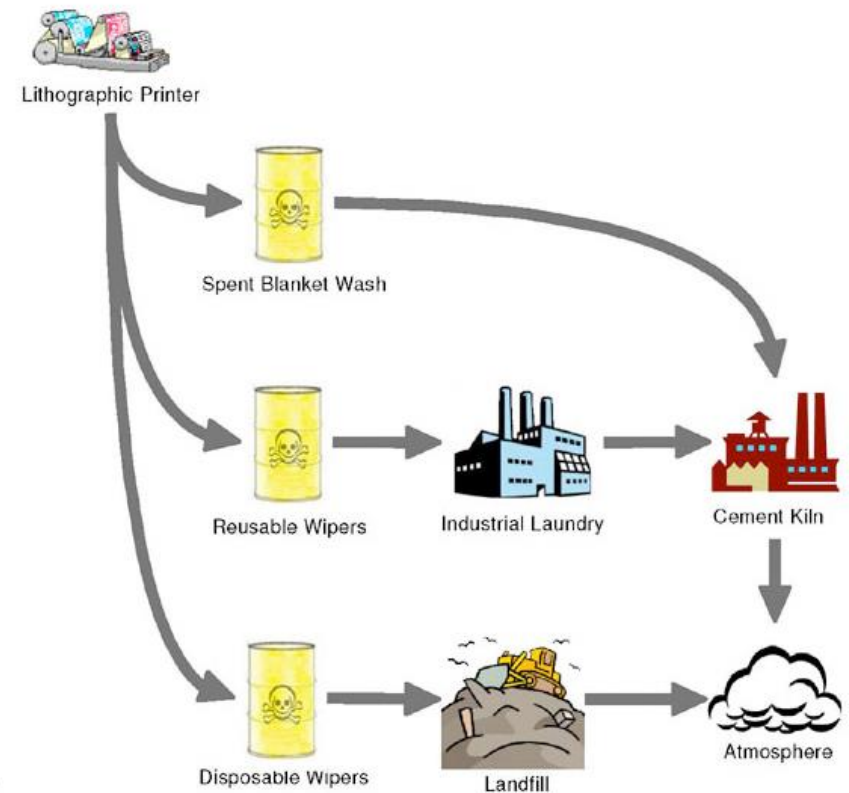 Lithographic Printer
Spent Blanket Wash
Reusable Wipers
Industrial Laundry
Cement Kiln
Disposable Wipers
Landfill
Atmosphere